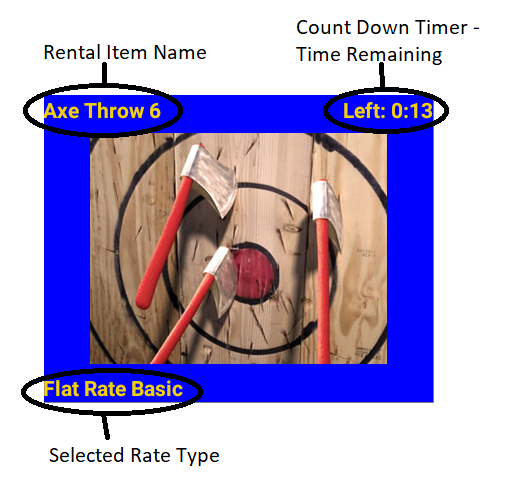 Rental Item Name
Count Down Timer -
Time Remaining
Axe Throw 6
Left: 0:13
Flat Rate Basic
Selected Rate Type